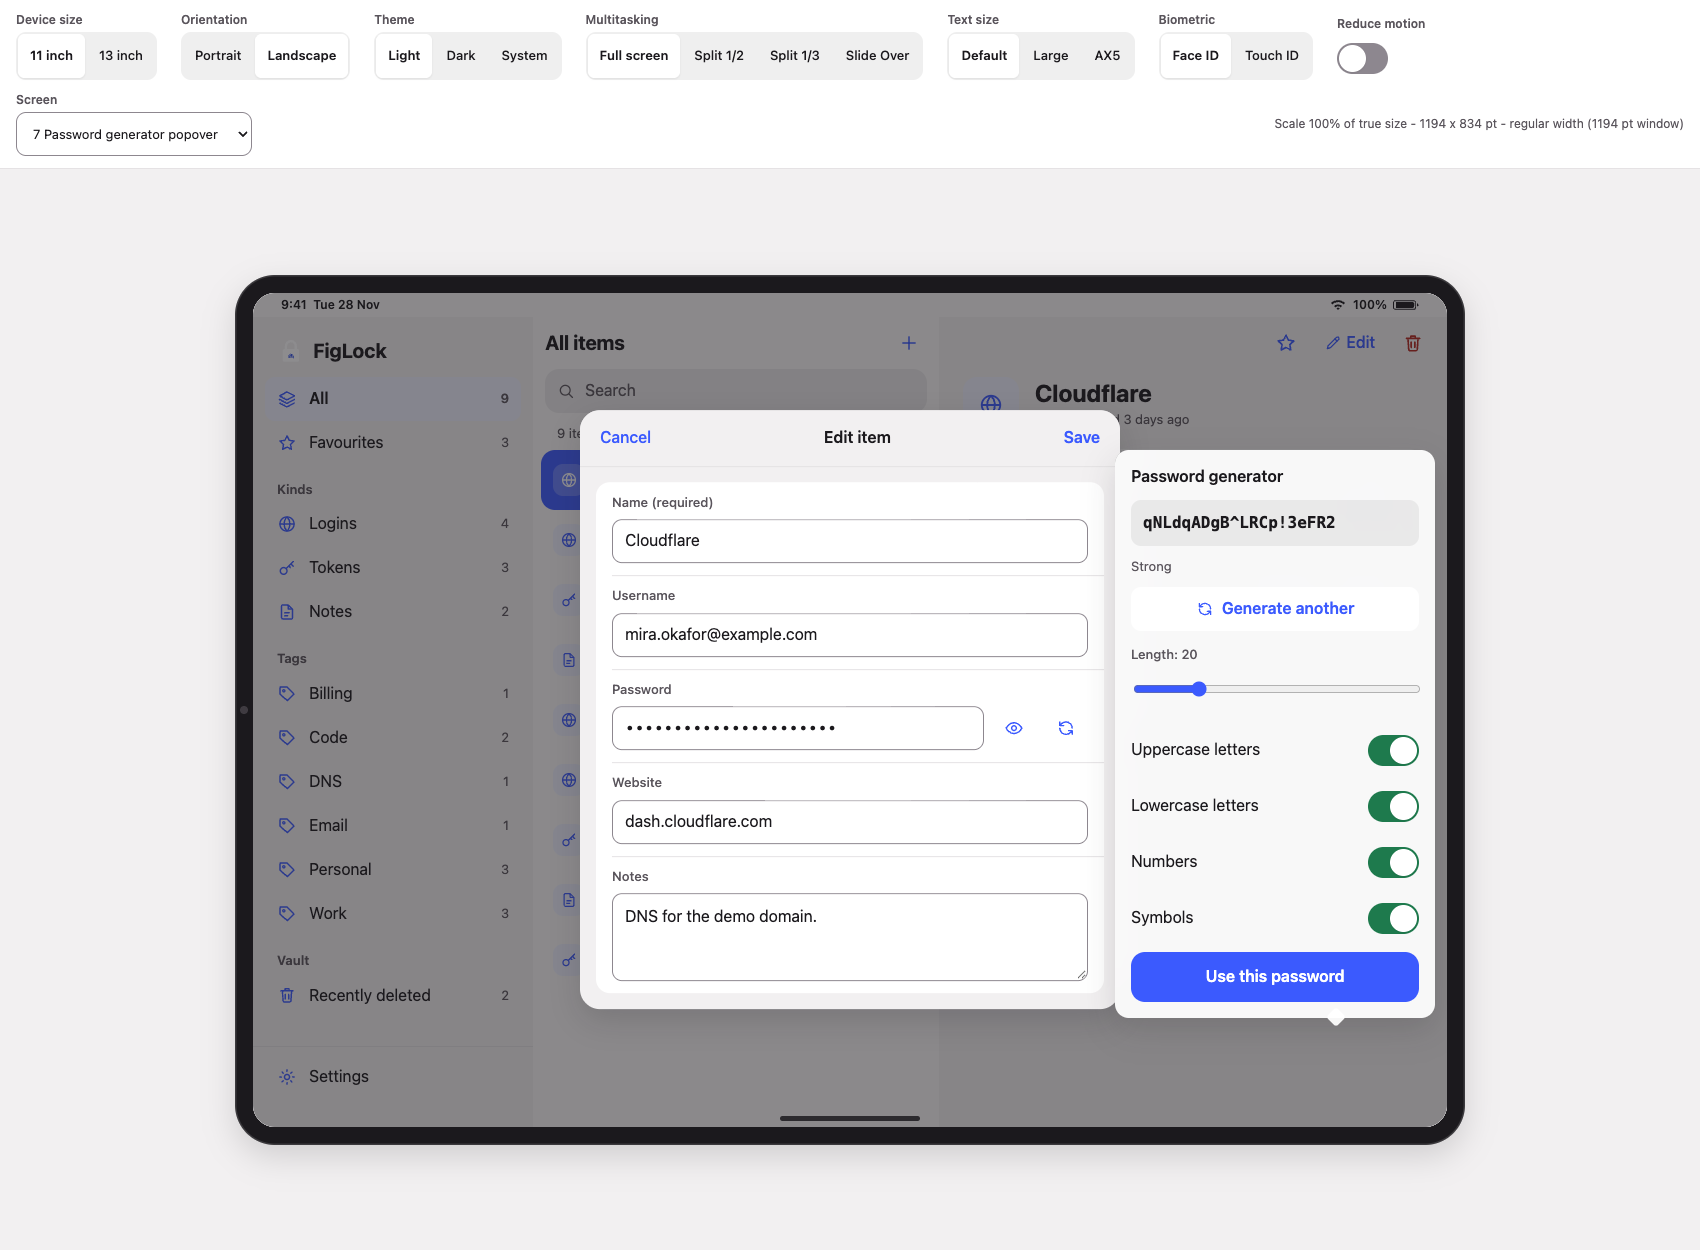 Device size
11 inch 13 inch
Orientation
Portrait Landscape
Theme
Light Dark System
Multitasking
Full screen Split 1/2 Split 1/3 Slide Over
Text size
Default Large AX5
Biometric
Face ID Touch ID
Reduce motion
Screen
7 Password generator popover
Scale 100% of true size - 1194 x 834 pt - regular width (1194 pt window)
9:41 Tue 28 Nov
100%
FigLock
All 9
Favourites 3
Kinds
Logins 4
Tokens 3
Notes 2
Tags
Billing 1
Code 2
DNS 1
Email 1
Personal 3
Work 3
Vault
Recently deleted 2
Settings
All items
Search
9
Edit
Cloudflare
3 days ago
Cancel Edit item Save
Name (required)
Cloudflare
Username
mira.okafor@example.com
Password
•••••••••••••••••••••
Website
dash.cloudflare.com
Notes
DNS for the demo domain.
Password generator
qNLdqADgB^LRCp!3eFR2
Strong
Generate another
Length: 20
Uppercase letters
Lowercase letters
Numbers
Symbols
Use this password